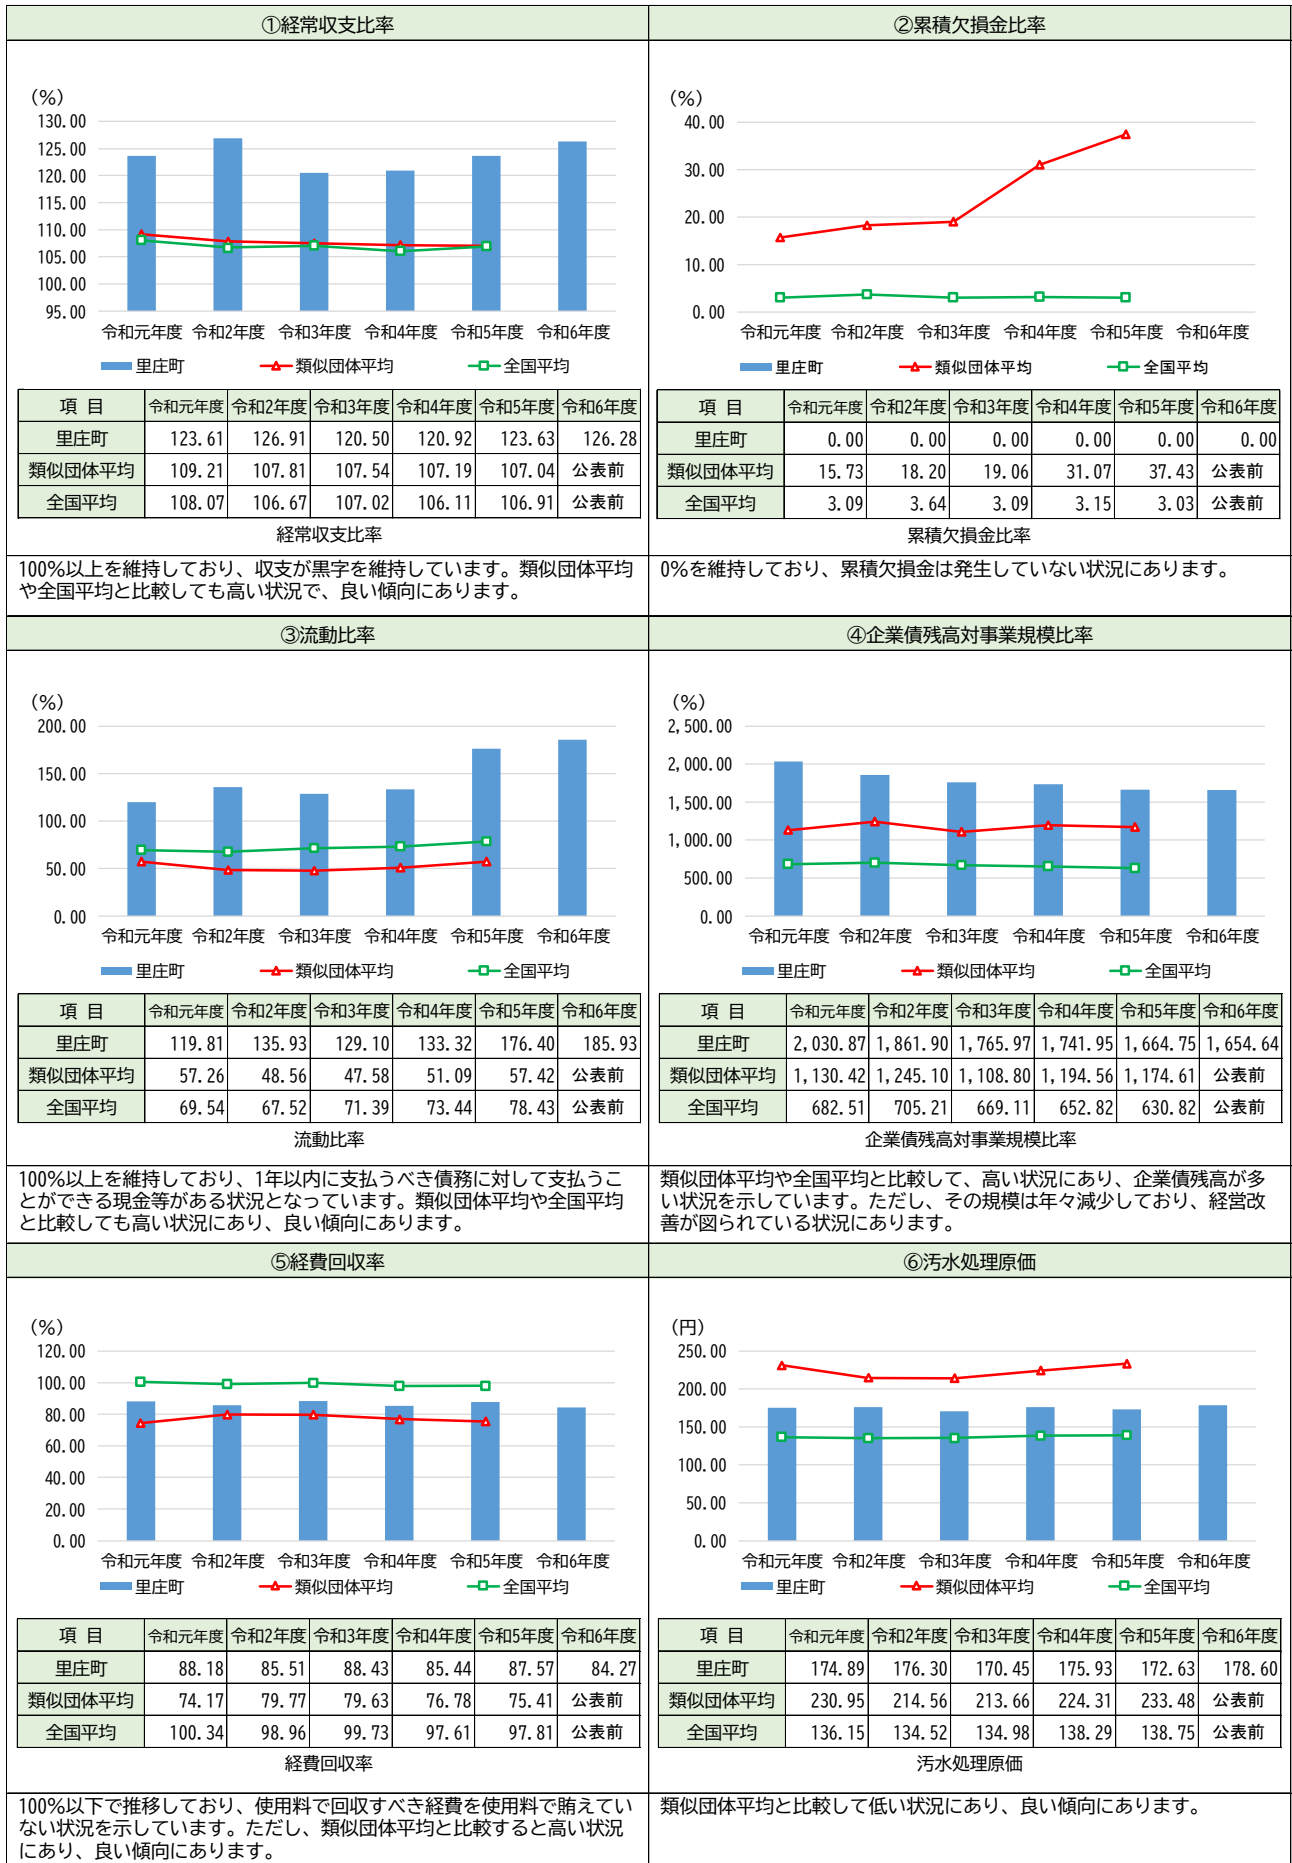 ①経常収支比率
(%)
130.00
125.00
120.00
115.00
110.00
105.00
100.00
95.00
令和元年度 令和2年度 令和3年度 令和4年度 令和5年度 令和6年度
里庄町 類似団体平均 全国平均
項 目 令和元年度 令和2年度 令和3年度 令和4年度 令和5年度 令和6年度
里庄町 123.61 126.91 120.50 120.92 123.63 126.28
類似団体平均 109.21 107.81 107.54 107.19 107.04 公表前
全国平均 108.07 106.67 107.02 106.11 106.91 公表前
経常収支比率
100%以上を維持しており、収支が黒字を維持しています。類似団体平均
や全国平均と比較しても高い状況で、良い傾向にあります。
②累積欠損金比率
(%)
40.00
30.00
20.00
10.00
0.00
令和元年度 令和2年度 令和3年度 令和4年度 令和5年度 令和6年度
里庄町 類似団体平均 全国平均
項 目 令和元年度 令和2年度 令和3年度 令和4年度 令和5年度 令和6年度
里庄町 0.00 0.00 0.00 0.00 0.00 0.00
類似団体平均 15.73 18.20 19.06 31.07 37.43 公表前
全国平均 3.09 3.64 3.09 3.15 3.03 公表前
累積欠損金比率
0%を維持しており、累積欠損金は発生していない状況にあります。
③流動比率
(%)
200.00
150.00
100.00
50.00
0.00
令和元年度 令和2年度 令和3年度 令和4年度 令和5年度 令和6年度
里庄町 類似団体平均 全国平均
項 目 令和元年度 令和2年度 令和3年度 令和4年度 令和5年度 令和6年度
里庄町 119.81 135.93 129.10 133.32 176.40 185.93
類似団体平均 57.26 48.56 47.58 51.09 57.42 公表前
全国平均 69.54 67.52 71.39 73.44 78.43 公表前
流動比率
100%以上を維持しており、1年以内に支払うべき債務に対して支払うこ
とができる現金等がある状況となっています。類似団体平均や全国平均
と比較しても高い状況にあり、良い傾向にあります。
④企業債残高対事業規模比率
(%)
2,500.00
2,000.00
1,500.00
1,000.00
500.00
0.00
令和元年度 令和2年度 令和3年度 令和4年度 令和5年度 令和6年度
里庄町 類似団体平均 全国平均
項 目 令和元年度 令和2年度 令和3年度 令和4年度 令和5年度 令和6年度
里庄町 2,030.87 1,861.90 1,765.97 1,741.95 1,664.75 1,654.64
類似団体平均 1,130.42 1,245.10 1,108.80 1,194.56 1,174.61 公表前
全国平均 682.51 705.21 669.11 652.82 630.82 公表前
企業債残高対事業規模比率
類似団体平均や全国平均と比較して、高い状況にあり、企業債残高が多
い状況を示しています。ただし、その規模は年々減少しており、経営改
善が図られている状況にあります。
⑤経費回収率
(%)
120.00
100.00
80.00
60.00
40.00
20.00
0.00
令和元年度 令和2年度 令和3年度 令和4年度 令和5年度 令和6年度
里庄町 類似団体平均 全国平均
項 目 令和元年度 令和2年度 令和3年度 令和4年度 令和5年度 令和6年度
里庄町 88.18 85.51 88.43 85.44 87.57 84.27
類似団体平均 74.17 79.77 79.63 76.78 75.41 公表前
全国平均 100.34 98.96 99.73 97.61 97.81 公表前
経費回収率
100%以下で推移しており、使用料で回収すべき経費を使用料で賄えてい
ない状況を示しています。ただし、類似団体平均と比較すると高い状況
にあり、良い傾向にあります。
⑥汚水処理原価
(円)
250.00
200.00
150.00
100.00
50.00
0.00
令和元年度 令和2年度 令和3年度 令和4年度 令和5年度 令和6年度
里庄町 類似団体平均 全国平均
項 目 令和元年度 令和2年度 令和3年度 令和4年度 令和5年度 令和6年度
里庄町 174.89 176.30 170.45 175.93 172.63 178.60
類似団体平均 230.95 214.56 213.66 224.31 233.48 公表前
全国平均 136.15 134.52 134.98 138.29 138.75 公表前
汚水処理原価
類似団体平均と比較して低い状況にあり、良い傾向にあります。